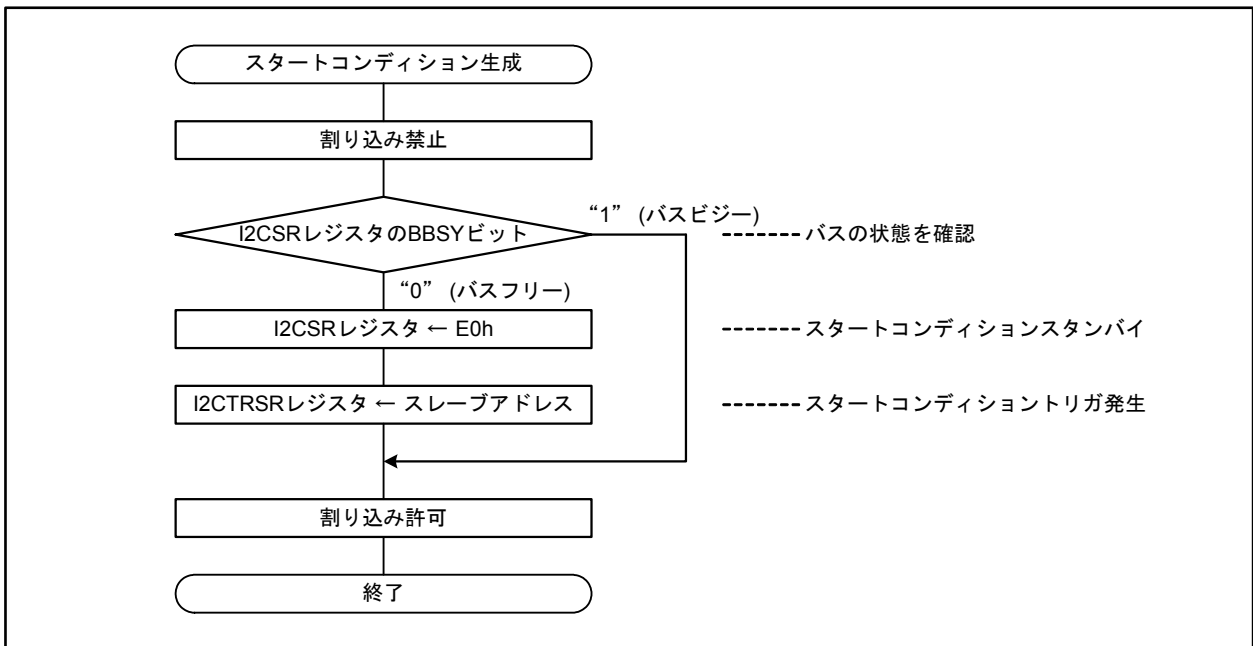 スタートコンディション生成
割り込み禁止
“1” (バスビジー)
I2CSRレジスタのBBSYビット
バスの状態を確認
“0” (バスフリー)
I2CSRレジスタ ← E0h
スタートコンディションスタンバイ
I2CTRSRレジスタ ← スレーブアドレス
スタートコンディショントリガ発生
割り込み許可
終了